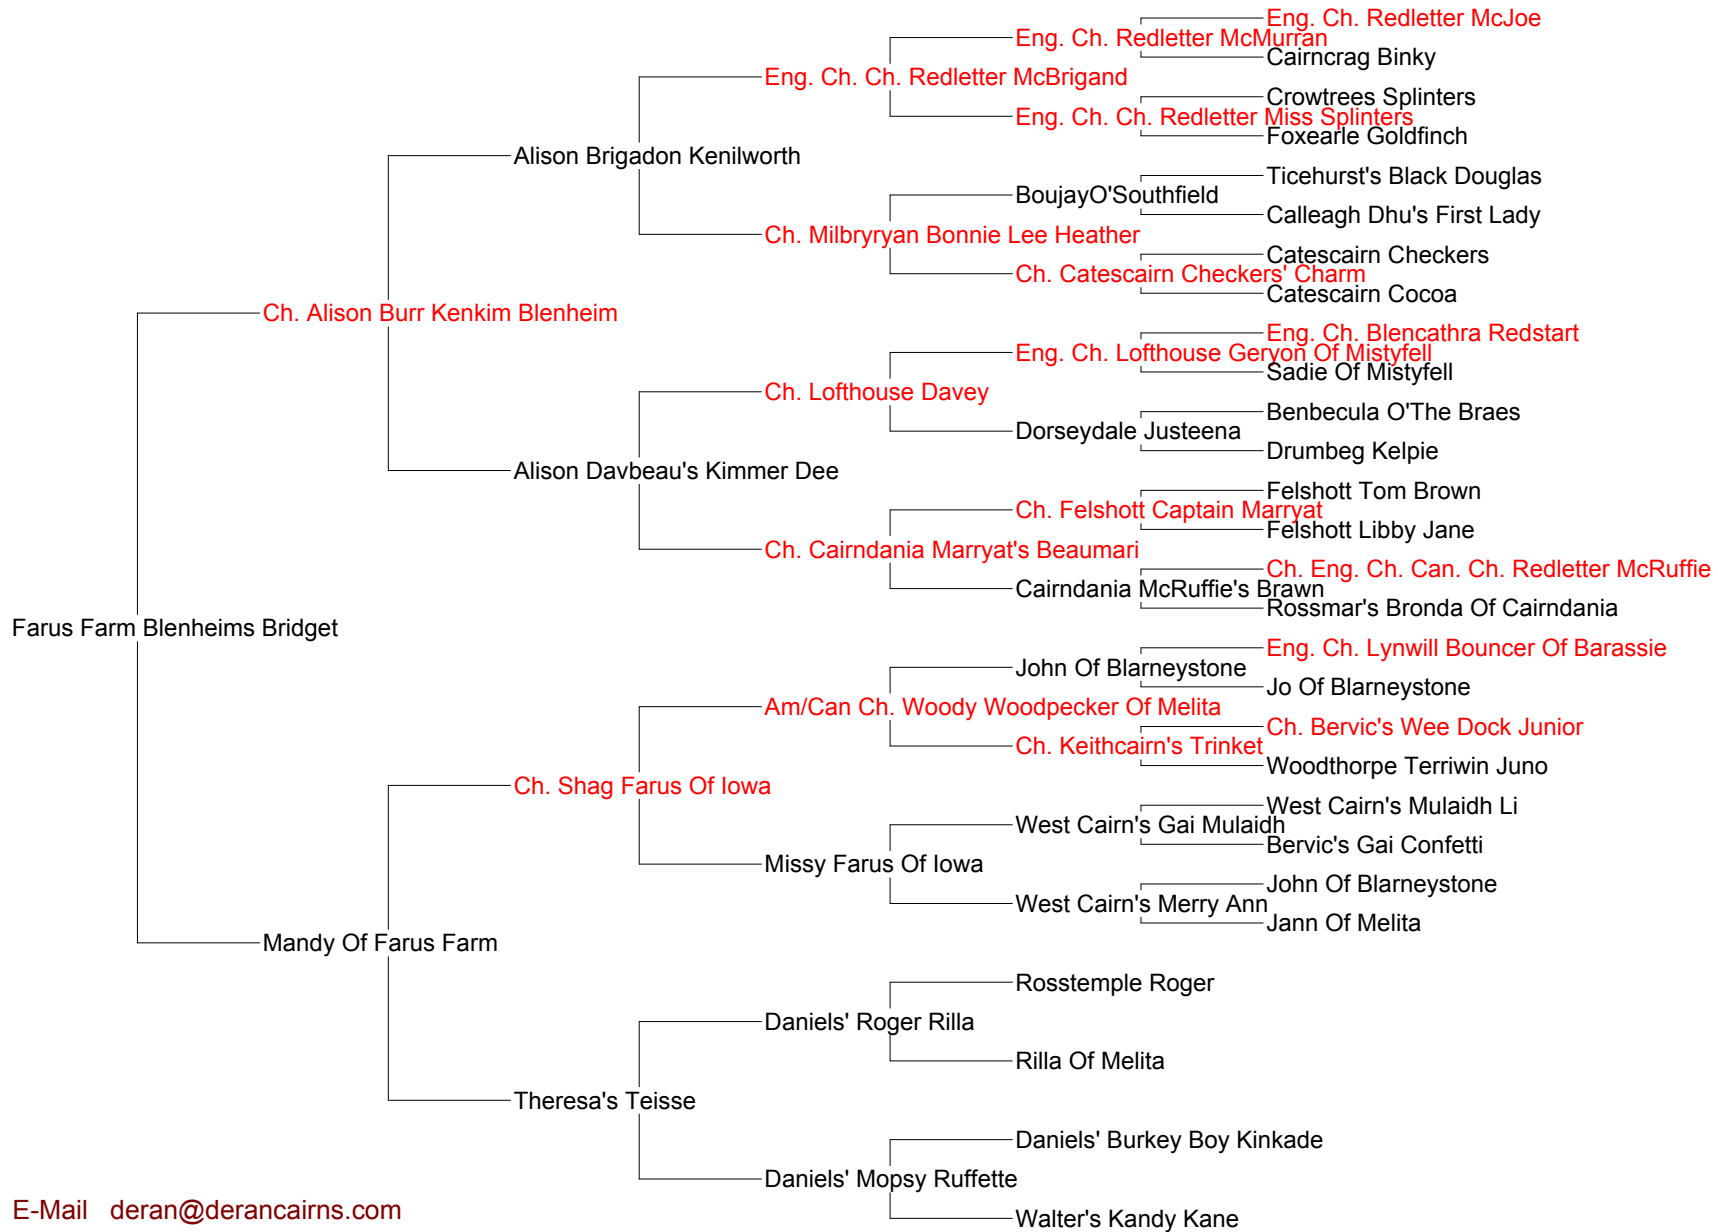 Eng. Ch. Redletter McJoe
Eng. Ch. Redletter McMurran
Cairncrag Binky
Eng. Ch. Ch. Redletter McBrigand
Crowtrees Splinters
Eng. Ch. Ch. Redletter Miss Splinters
Foxearle Goldfinch
Alison Brigadon Kenilworth
Ticehurst's Black Douglas
BoujayO'Southfield
Calleagh Dhu's First Lady
Ch. Milbryryan Bonnie Lee Heather
Catescairn Checkers
Ch. Catescairn Checkers' Charm
Catescairn Cocoa
Ch. Alison Burr Kenkim Blenheim
Eng. Ch. Blencathra Redstart
Eng. Ch. Lofthouse Geryon Of Mistyfell
Sadie Of Mistyfell
Ch. Lofthouse Davey
Benbecula O'The Braes
Dorseydale Justeena
Drumbeg Kelpie
Alison Davbeau's Kimmer Dee
Felshott Tom Brown
Ch. Felshott Captain Marryat
Felshott Libby Jane
Ch. Cairndania Marryat's Beaumari
Ch. Eng. Ch. Can. Ch. Redletter McRuffie
Cairndania McRuffie's Brawn
Rossmar's Bronda Of Cairndania
Farus Farm Blenheims Bridget
Eng. Ch. Lynwill Bouncer Of Barassie
John Of Blarneystone
Jo Of Blarneystone
Am/Can Ch. Woody Woodpecker Of Melita
Ch. Bervic's Wee Dock Junior
Ch. Keithcairn's Trinket
Woodthorpe Terriwin Juno
Ch. Shag Farus Of Iowa
West Cairn's Mulaidh Li
West Cairn's Gai Mulaidh
Bervic's Gai Confetti
Missy Farus Of Iowa
John Of Blarneystone
West Cairn's Merry Ann
Jann Of Melita
Mandy Of Farus Farm
Rosstemple Roger
Daniels' Roger Rilla
Rilla Of Melita
Theresa's Teisse
Daniels' Burkey Boy Kinkade
Daniels' Mopsy Ruffette
Walter's Kandy Kane
E-Mail deran@derancairns.com